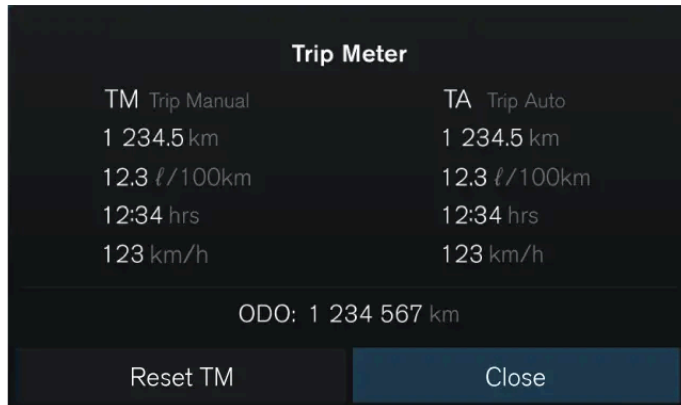 Trip Meter
TM Trip Manual
1 234.5 km
12.3 ℓ/100km
12:34 hrs
123 km/h
TA Trip Auto
1 234.5 km
12.3 ℓ/100km
12:34 hrs
123 km/h
ODO: 1 234 567 km
Reset TM
Close